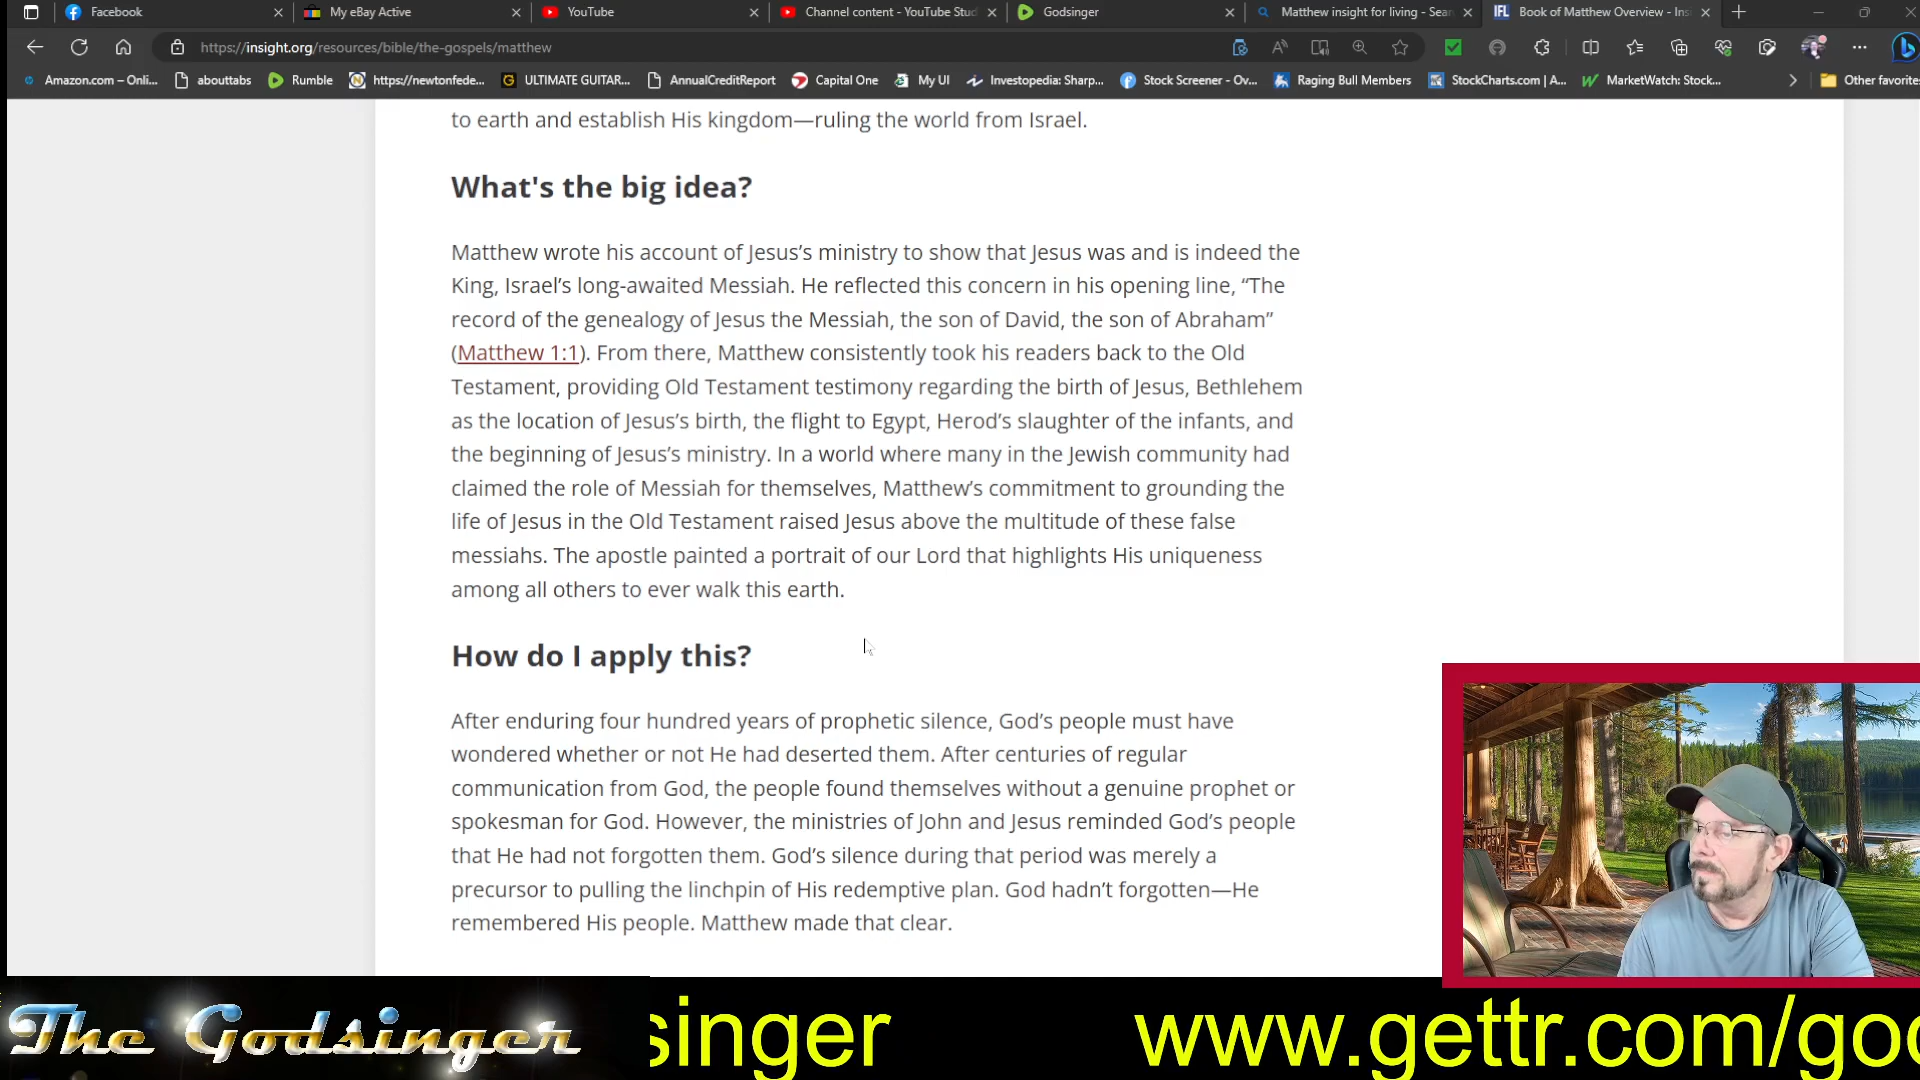 Facebook
My eBay Active
YouTube
Channel content - YouTube Stud
Godsinger
Matthew insight for living - Sear
IFL
Book of Matthew Overview - Ins
https://insight.org/resources/bible/the-gospels/matthew
Amazon.com – Onli...
abouttabs
Rumble
https://newtonfede...
ULTIMATE GUITAR...
AnnualCreditReport
Capital One
My UI
Investopedia: Sharp...
Stock Screener - Ov...
Raging Bull Members
StockCharts.com | A...
MarketWatch: Stock...
Other favorites
to earth and establish His kingdom—ruling the world from Israel.
What's the big idea?
Matthew wrote his account of Jesus’s ministry to show that Jesus was and is indeed the
King, Israel’s long-awaited Messiah. He reflected this concern in his opening line, “The
record of the genealogy of Jesus the Messiah, the son of David, the son of Abraham”
(Matthew 1:1). From there, Matthew consistently took his readers back to the Old
Testament, providing Old Testament testimony regarding the birth of Jesus, Bethlehem
as the location of Jesus’s birth, the flight to Egypt, Herod’s slaughter of the infants, and
the beginning of Jesus’s ministry. In a world where many in the Jewish community had
claimed the role of Messiah for themselves, Matthew’s commitment to grounding the
life of Jesus in the Old Testament raised Jesus above the multitude of these false
messiahs. The apostle painted a portrait of our Lord that highlights His uniqueness
among all others to ever walk this earth.
How do I apply this?
After enduring four hundred years of prophetic silence, God’s people must have
wondered whether or not He had deserted them. After centuries of regular
communication from God, the people found themselves without a genuine prophet or
spokesman for God. However, the ministries of John and Jesus reminded God’s people
that He had not forgotten them. God’s silence during that period was merely a
precursor to pulling the linchpin of His redemptive plan. God hadn’t forgotten—He
remembered His people. Matthew made that clear.
The Godsinger
singer
www.gettr.com/goc